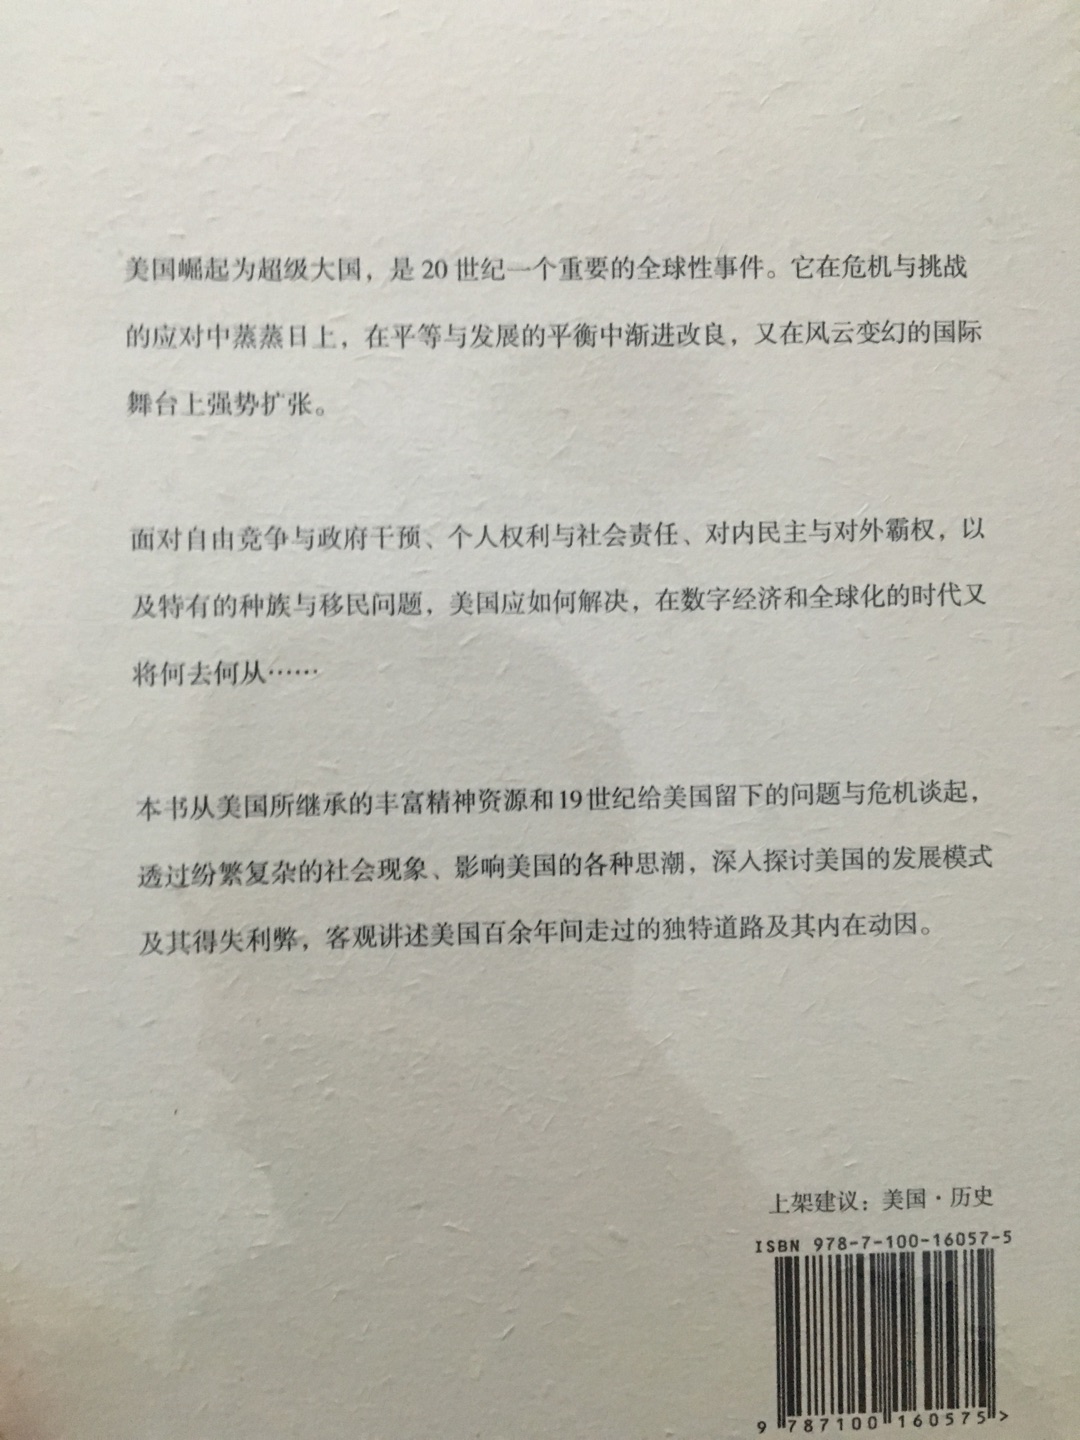 美国崛起为超级大国，是 20 世纪一个重要的全球性事件。它在危机与挑战
的应对中蒸蒸日上，在平等与发展的平衡中渐进改良，又在风云变幻的国际
舞台上强势扩张。
面对自由竞争与政府干预、个人权利与社会责任、对内民主与对外霸权，以
及特有的种族与移民问题，美国应如何解决，在数字经济和全球化的时代又
将何去何从……
本书从美国所继承的丰富精神资源和19世纪给美国留下的问题与危机谈起，
透过纷繁复杂的社会现象、影响美国的各种思潮，深入探讨美国的发展模式
及其得失利弊，客观讲述美国百余年间走过的独特道路及其内在动因。
上架建议：美国·历史
ISBN 978-7-100-16057-5
9 787100 160575 >